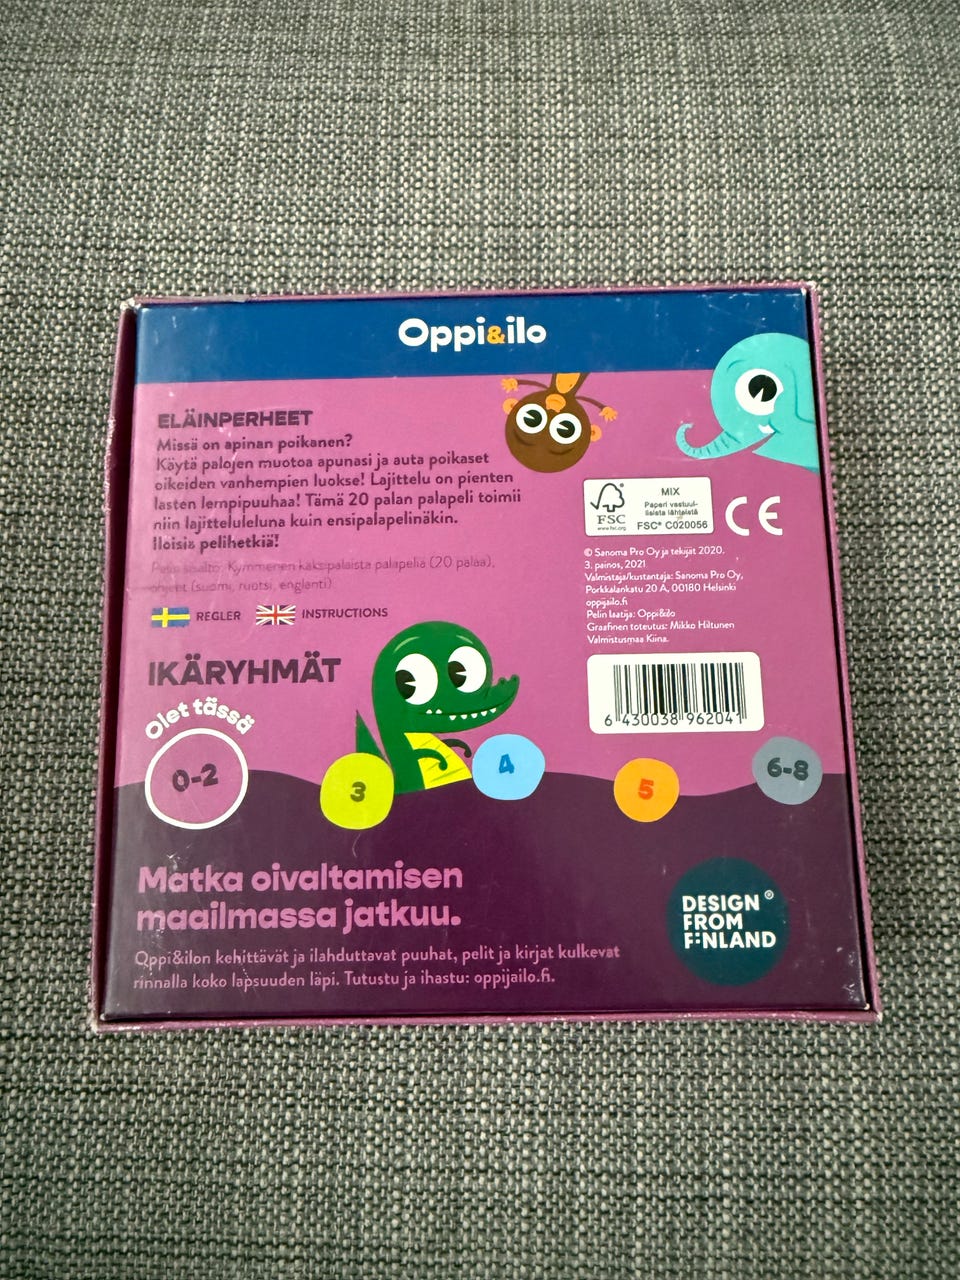 Oppi&ilo
ELÄINPERHEET
Missä on apinan poikanen?
Käytä palojen muotoa apunasi ja auta poikaset
oikeiden vanhempien luokse! Lajittelu on pienten
lasten lempipuuhaa! Tämä 20 palan palapeli toimii
niin lajitteluleluna kuin ensipalapelinäkin.
Iloisia pelihetkiä!
Pelin sisältö: Kymmenen kaksipalaista palapeliä (20 palaa),
ohjeet (suomi, ruotsi, englanti).
REGLER
INSTRUCTIONS
FSC
www.fsc.org
MIX
Paperi vastuul-
lisista lähteistä
FSC® C020056
CE
© Sanoma Pro Oy ja tekijät 2020.
3. painos, 2021
Valmistaja/kustantaja: Sanoma Pro Oy,
Porkkalankatu 20 A, 00180 Helsinki
oppijailo.fi
Pelin laatija: Oppi&ilo
Graafinen toteutus: Mikko Hiltunen
Valmistusmaa Kiina.
6 430038 962041
IKÄRYHMÄT
Olet tässä
0-2
3
4
5
6-8
Matka oivaltamisen
maailmassa jatkuu.
Oppi&ilon kehittävät ja ilahduttavat puuhat, pelit ja kirjat kulkevat
rinnalla koko lapsuuden läpi. Tutustu ja ihastu: oppijailo.fi.
DESIGN ®
FROM
FINLAND